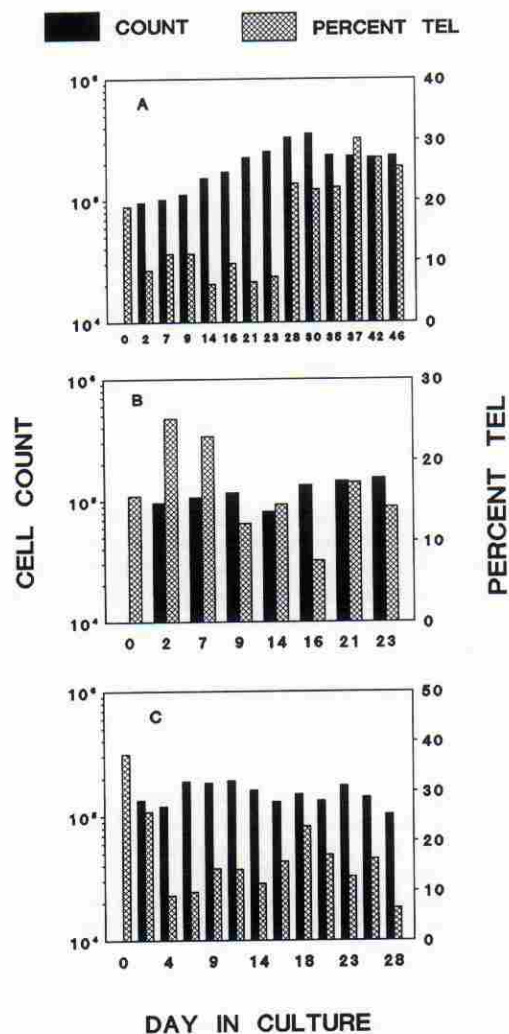 COUNT PERCENT TEL
A
10⁶
10⁵
10⁴
40
30
20
10
0
0 2 7 9 14 16 21 23 28 30 35 37 42 46
B
10⁶
10⁵
10⁴
30
20
10
0
0 2 7 9 14 16 21 23
CELL COUNT
PERCENT TEL
C
10⁶
10⁵
10⁴
50
40
30
20
10
0
0 4 9 14 18 23 28
DAY IN CULTURE